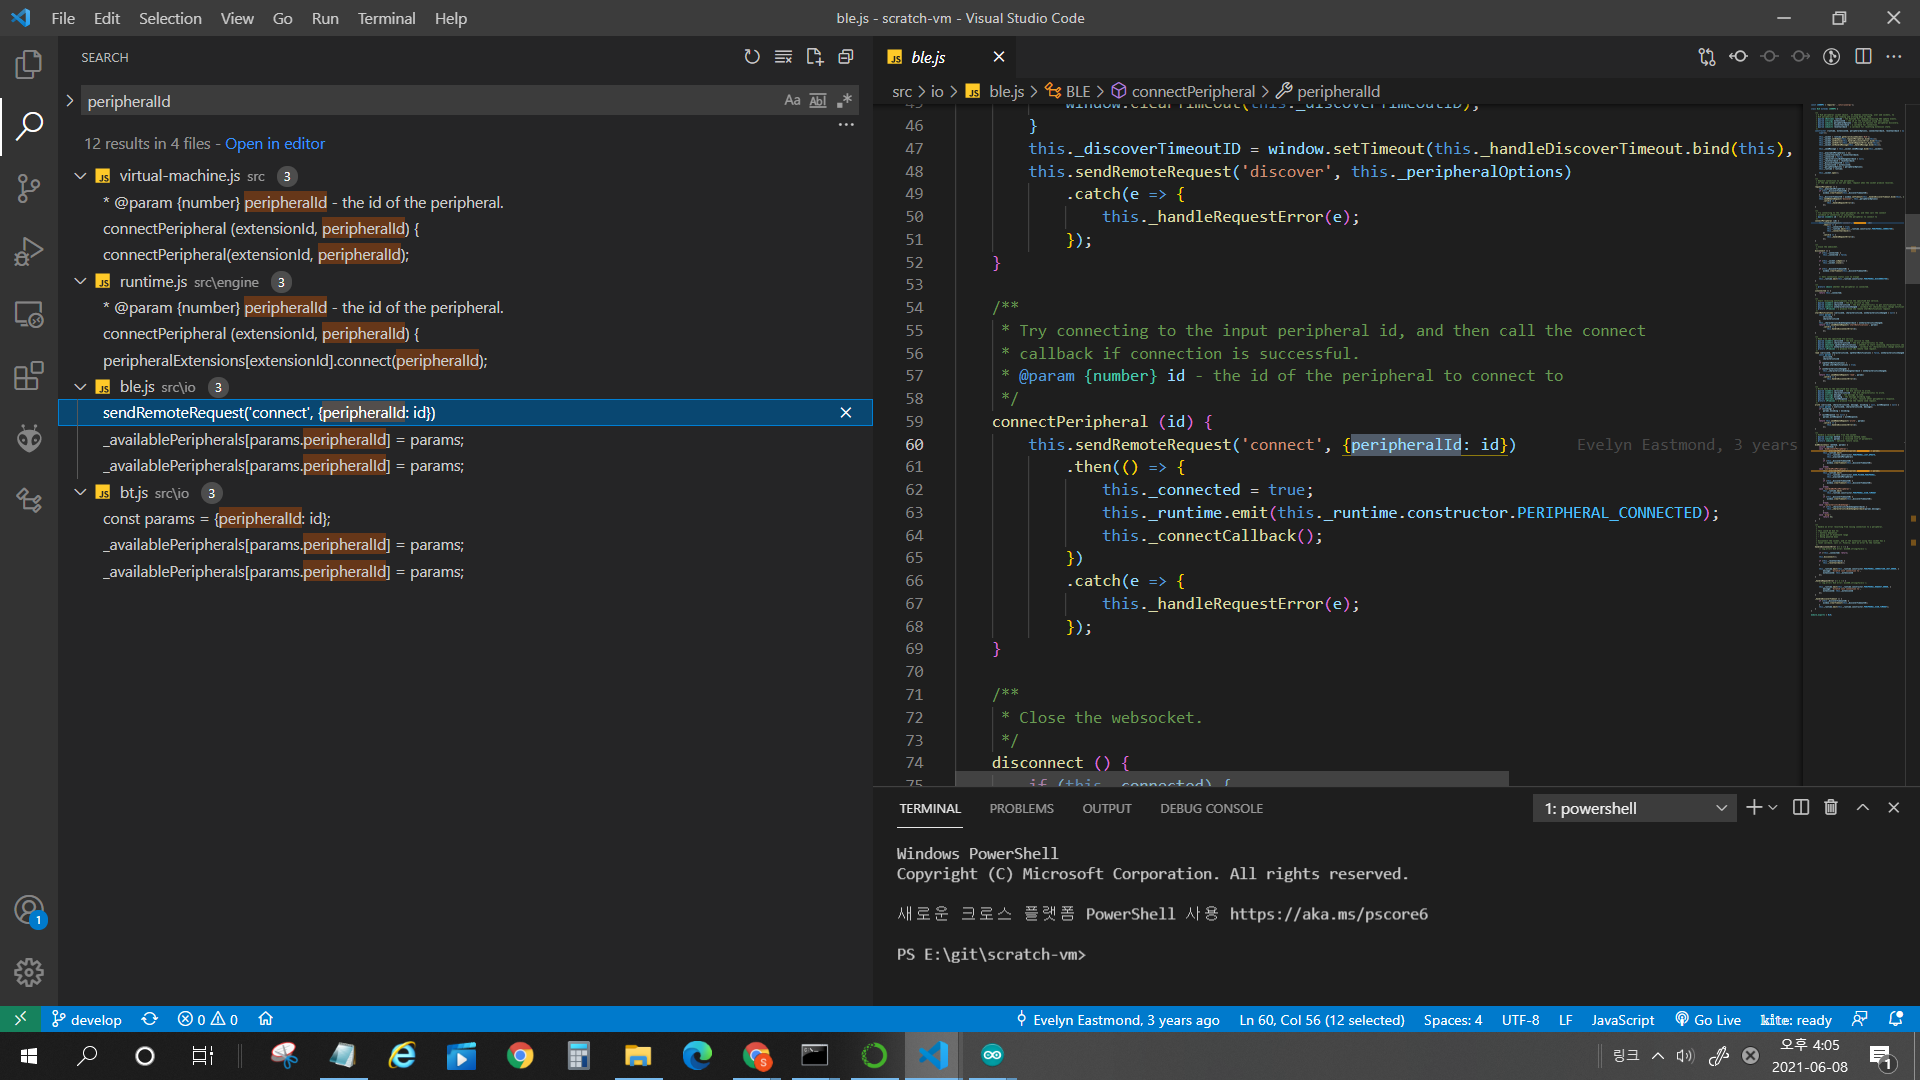 File Edit Selection View Go Run Terminal Help
ble.js - scratch-vm - Visual Studio Code
SEARCH
peripheralId
Aa Abl .*
12 results in 4 files - Open in editor
virtual-machine.js src 3
* @param {number} peripheralId - the id of the peripheral.
connectPeripheral (extensionId, peripheralId) {
connectPeripheral(extensionId, peripheralId);
runtime.js src\engine 3
* @param {number} peripheralId - the id of the peripheral.
connectPeripheral (extensionId, peripheralId) {
peripheralExtensions[extensionId].connect(peripheralId);
ble.js src\io 3
sendRemoteRequest('connect', {peripheralId: id})
_availablePeripherals[params.peripheralId] = params;
_availablePeripherals[params.peripheralId] = params;
bt.js src\io 3
const params = {peripheralId: id};
_availablePeripherals[params.peripheralId] = params;
_availablePeripherals[params.peripheralId] = params;
1
JS ble.js
src > io > JS ble.js > BLE > connectPeripheral > peripheralId
45 window.clearTimeout(this._discoverTimeoutID);
46 }
47 this._discoverTimeoutID = window.setTimeout(this._handleDiscoverTimeout.bind(this),
48 this.sendRemoteRequest('discover', this._peripheralOptions)
49 .catch(e => {
50 this._handleRequestError(e);
51 });
52 }
53
54 /**
55 * Try connecting to the input peripheral id, and then call the connect
56 * callback if connection is successful.
57 * @param {number} id - the id of the peripheral to connect to
58 */
59 connectPeripheral (id) {
60 this.sendRemoteRequest('connect', {peripheralId: id}) Evelyn Eastmond, 3 years
61 .then(() => {
62 this._connected = true;
63 this._runtime.emit(this._runtime.constructor.PERIPHERAL_CONNECTED);
64 this._connectCallback();
65 })
66 .catch(e => {
67 this._handleRequestError(e);
68 });
69 }
70
71 /**
72 * Close the websocket.
73 */
74 disconnect () {
75 if (this._connected) {
TERMINAL PROBLEMS OUTPUT DEBUG CONSOLE
1: powershell
Windows PowerShell
Copyright (C) Microsoft Corporation. All rights reserved.
새로운 크로스 플랫폼 PowerShell 사용 https://aka.ms/pscore6
PS E:\git\scratch-vm>
develop 0 0
Evelyn Eastmond, 3 years ago Ln 60, Col 56 (12 selected) Spaces: 4 UTF-8 LF JavaScript Go Live kite: ready
링크
오후 4:05
2021-06-08
1